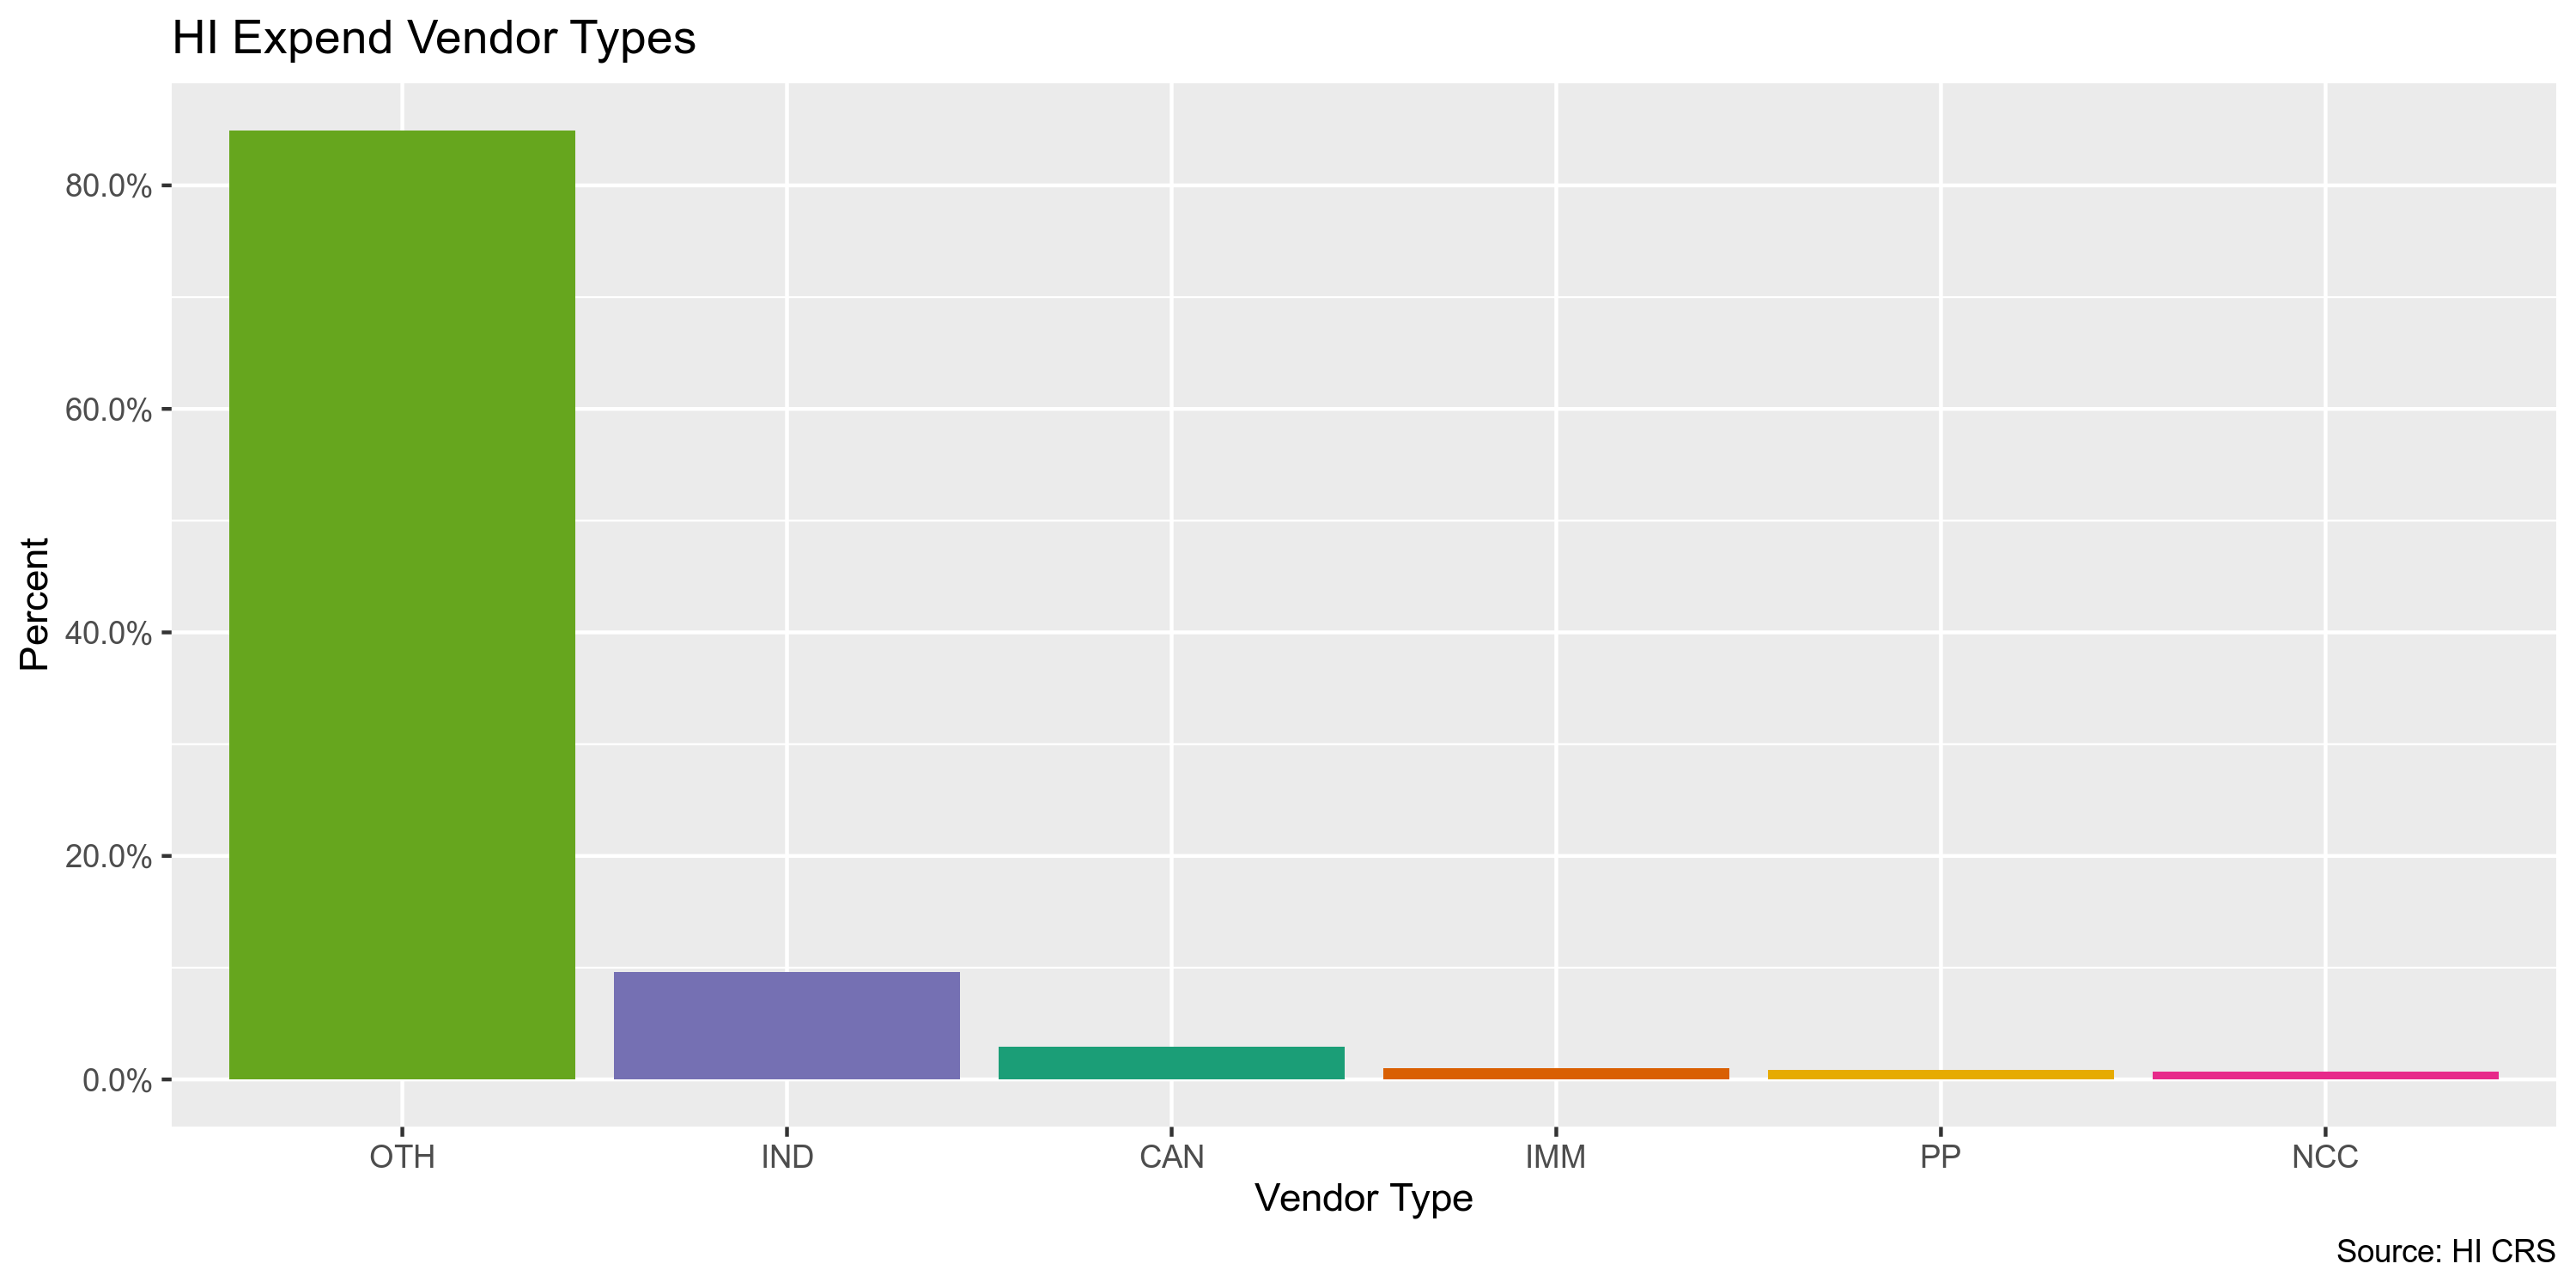 HI Expend Vendor Types
Percent
80.0%
60.0%
40.0%
20.0%
0.0%
OTH IND CAN IMM PP NCC
Vendor Type
Source: HI CRS